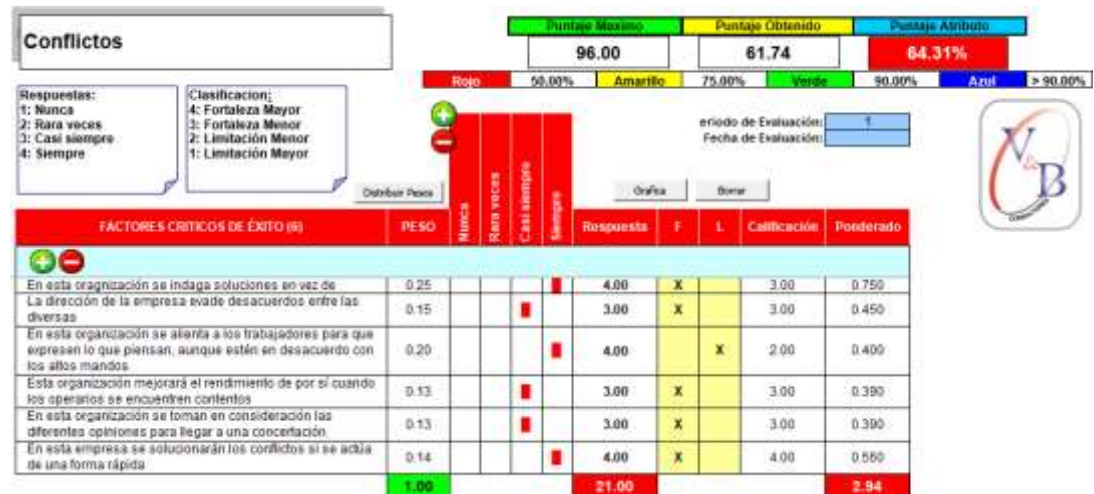 Conflictos
Puntaje Maximo Puntaje Obtenido Puntaje Atributo
96.00 61.74 64.31%
Rojo 50.00% Amarillo 75.00% Verde 90.00% Azul > 90.00%
Respuestas:
1: Nunca
2: Rara veces
3: Casi siempre
4: Siempre
Clasificacion:
4: Fortaleza Mayor
3: Fortaleza Menor
2: Limitación Menor
1: Limitación Mayor
eriodo de Evaluación: 1
Fecha de Evaluación:
V&B
Distribuir Pesos
Grafica Borrar
FACTORES CRITICOS DE ÉXITO (6) PESO Nunca Rara veces Casi siempre Siempre Respuesta F L Calificación Ponderado
En esta oragnización se indaga soluciones en vez de 0.25 4.00 X 3.00 0.750
La dirección de la empresa evade desacuerdos entre las
diversas 0.15 3.00 X 3.00 0.450
En esta organización se alienta a los trabajadores para que
expresen lo que piensan, aunque estén en desacuerdo con
los altos mandos 0.20 4.00 X 2.00 0.400
Esta organización mejorará el rendimiento de por sí cuando
los operarios se encuentren contentos 0.13 3.00 X 3.00 0.390
En esta organización se toman en consideración las
diferentes opiniones para llegar a una concertación 0.13 3.00 X 3.00 0.390
En esta empresa se solucionarán los conflictos si se actúa
de una forma rápida 0.14 4.00 X 4.00 0.560
1.00 21.00 2.94